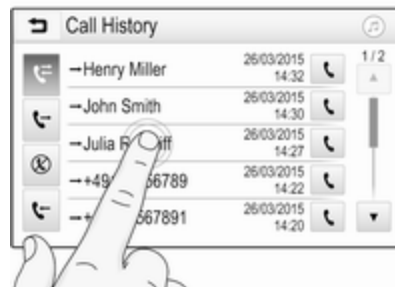 Call History
1/2
→Henry Miller 26/03/2015 14:32
→John Smith 26/03/2015 14:30
→Julia 26/03/2015 14:27
26/03/2015 14:22
26/03/2015 14:20